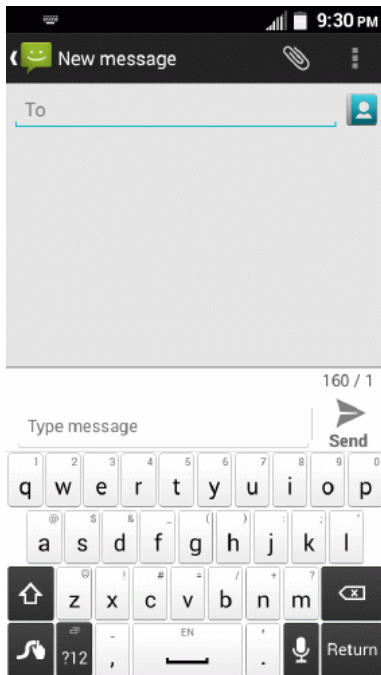 9:30 PM
New message
To
160 / 1
Type message
Send
1 2 3 4 5 6 7 8 9 0
q w e r t y u i o p
@ $ & _ ( ) : ; '
a s d f g h j k l
! # = / + ?
z x c v b n m
EN
?12 , . Return